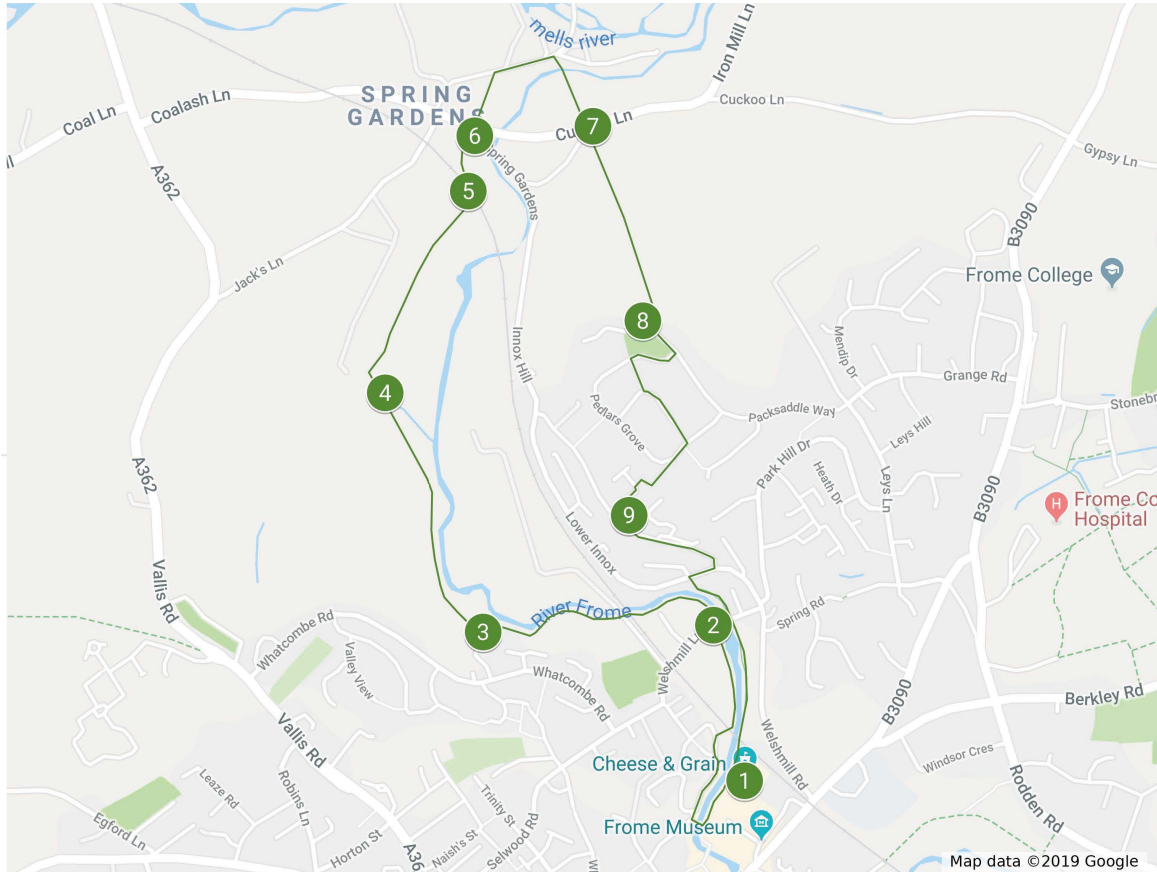 mells river
Iron Mill Ln
SPRING
GARDENS
Coalash Ln
Coal Ln
Cuckoo Ln
6
7
Ln
Gypsy Ln
Spring Gardens
A362
5
B3090
Jack's Ln
Frome College
8
Innox Hill
Mendip Dr
Grange Rd
4
Pedlars Grove
Packsaddle Way
Leys Hill
Park Hill Dr
A362
Heath Dr
Leys Ln
B3090
H
Frome Co
Hospital
9
Lower Innox
Vallis Rd
River Frome
2
Spring Rd
3
Whatcombe Rd
Valley View
Welshmill
Whatcombe Rd
B3090
Berkley Rd
Vallis Rd
Welshmill Rd
Windsor Cres
Cheese & Grain
1
Leaze Rd
Robins Ln
Trinity St
Rodden Rd
Frome Museum
Egford Ln
Horton St
Naish's St
Selwood Rd
Map data ©2019 Google